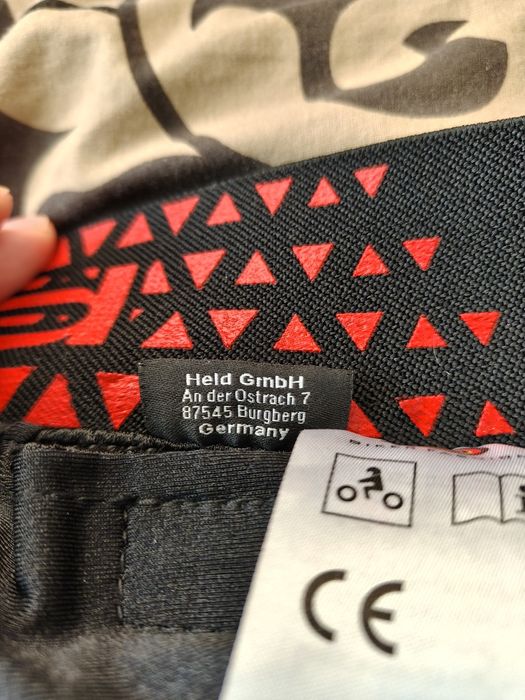 Held GmbH
An der Ostrach 7
87545 Burgberg
Germany
CE